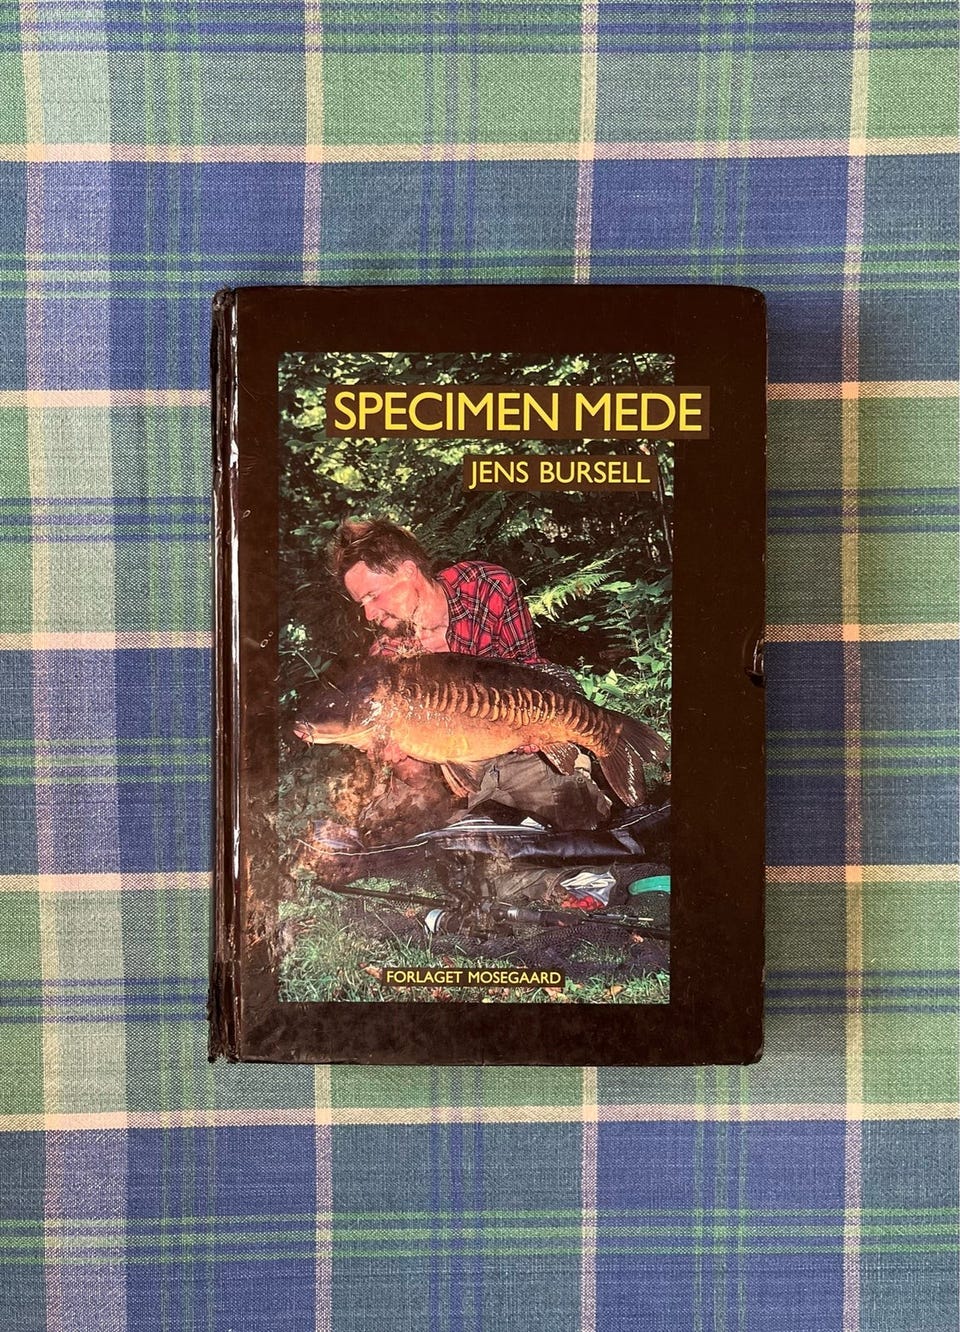 SPECIMEN MEDE
JENS BURSELL
FORLAGET MOSEGAARD